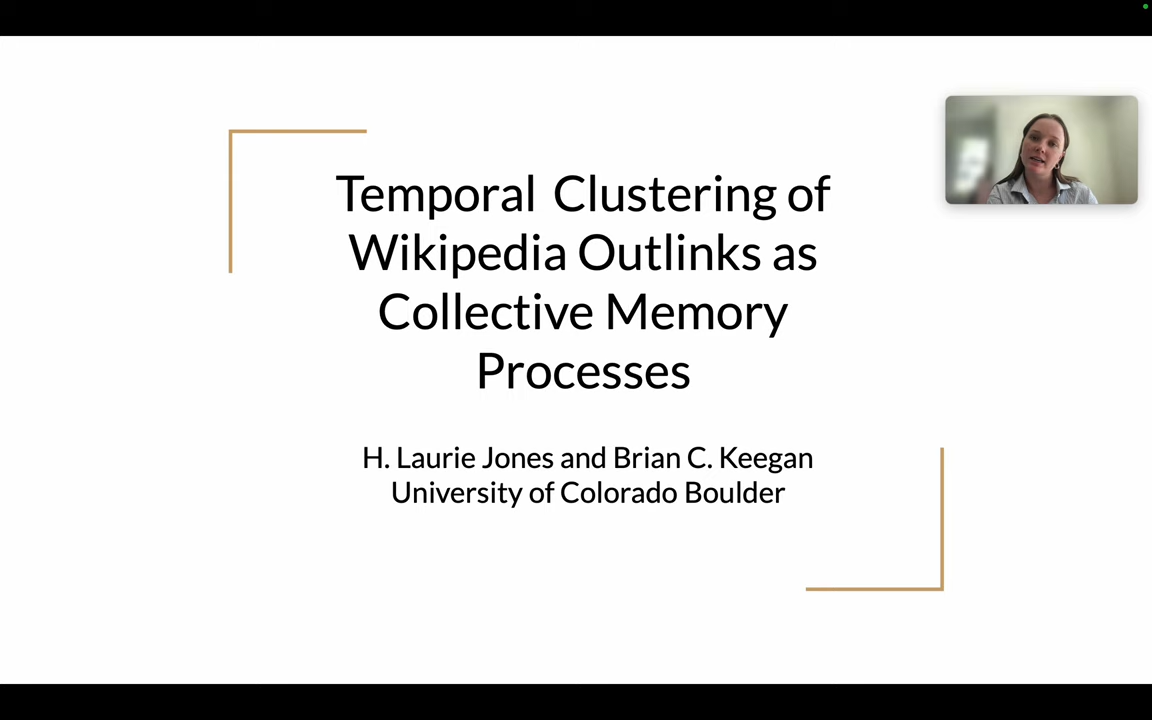 Temporal Clustering of
Wikipedia Outlinks as
Collective Memory
Processes
H. Laurie Jones and Brian C. Keegan
University of Colorado Boulder